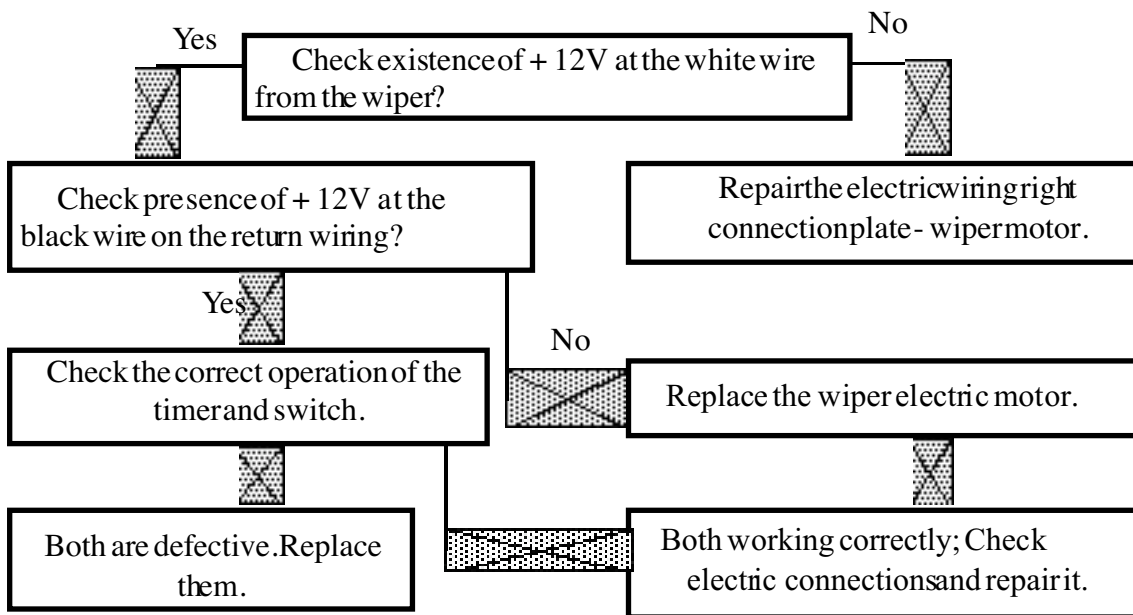 Yes
No
Check existence of + 12V at the white wire
from the wiper?
Check presence of + 12V at the
black wire on the return wiring?
Repair the electric wiring right
connection plate - wiper motor.
Yes
No
Check the correct operation of the
timer and switch.
Replace the wiper electric motor.
Both are defective. Replace
them.
Both working correctly; Check
electric connections and repair it.